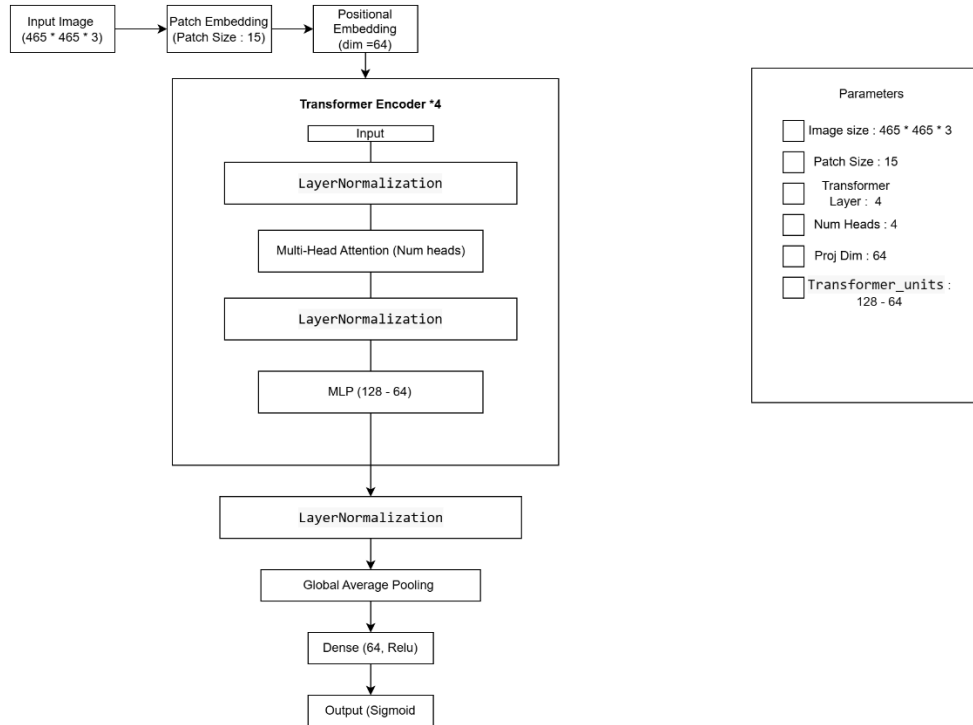 Input Image
(465 * 465 * 3)
Patch Embedding
(Patch Size : 15)
Positional
Embedding
(dim =64)
Transformer Encoder *4
Input
LayerNormalization
Multi-Head Attention (Num heads)
LayerNormalization
MLP (128 - 64)
LayerNormalization
Global Average Pooling
Dense (64, Relu)
Output (Sigmoid
Parameters
Image size : 465 * 465 * 3
Patch Size : 15
Transformer
Layer : 4
Num Heads : 4
Proj Dim : 64
Transformer_units :
128 - 64